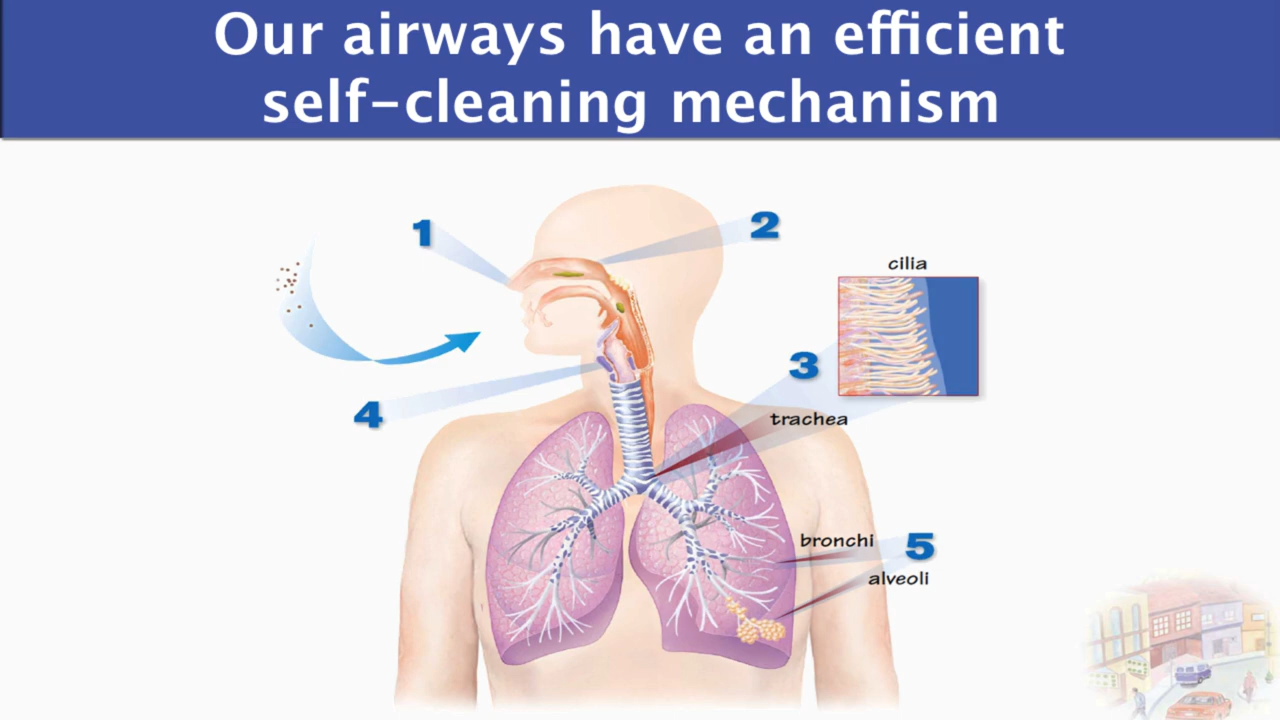 Our airways have an efficient
self-cleaning mechanism
1
2
cilia
3
4
trachea
bronchi
5
alveoli